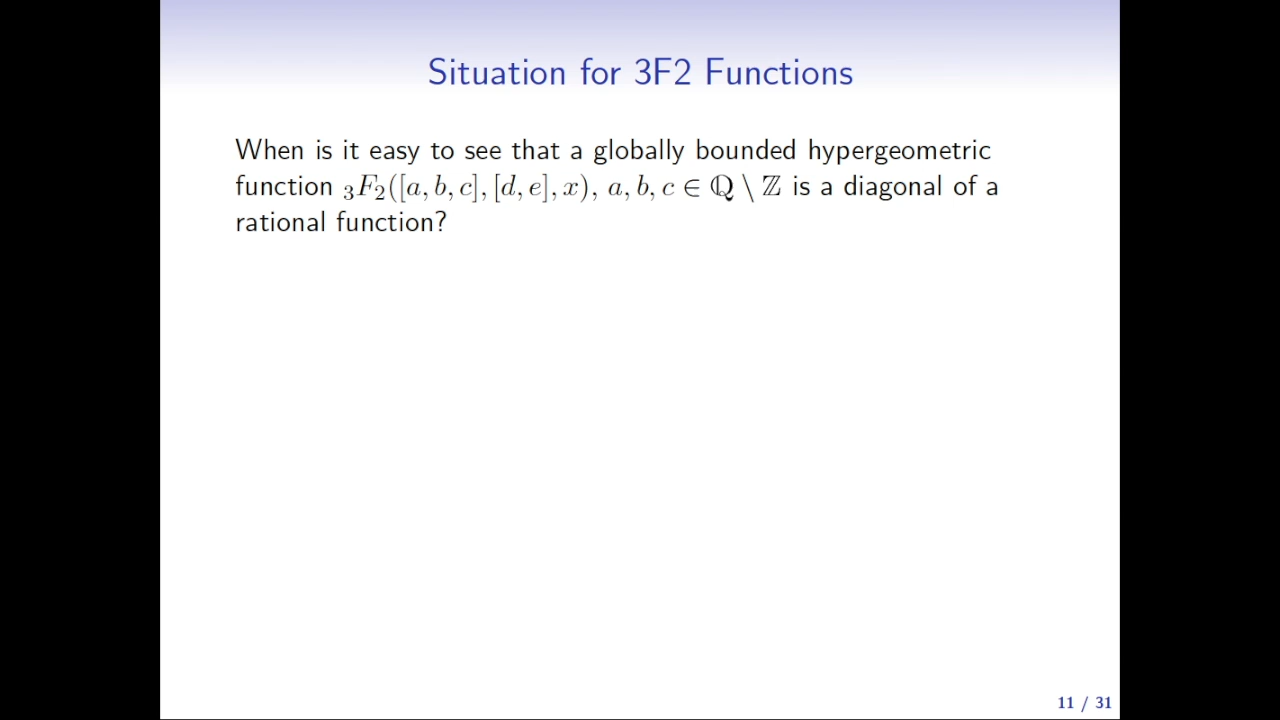 Situation for 3F2 Functions
When is it easy to see that a globally bounded hypergeometric
function ₃F₂([a, b, c], [d, e], x), a, b, c ∈ ℚ \ ℤ is a diagonal of a
rational function?
11 / 31